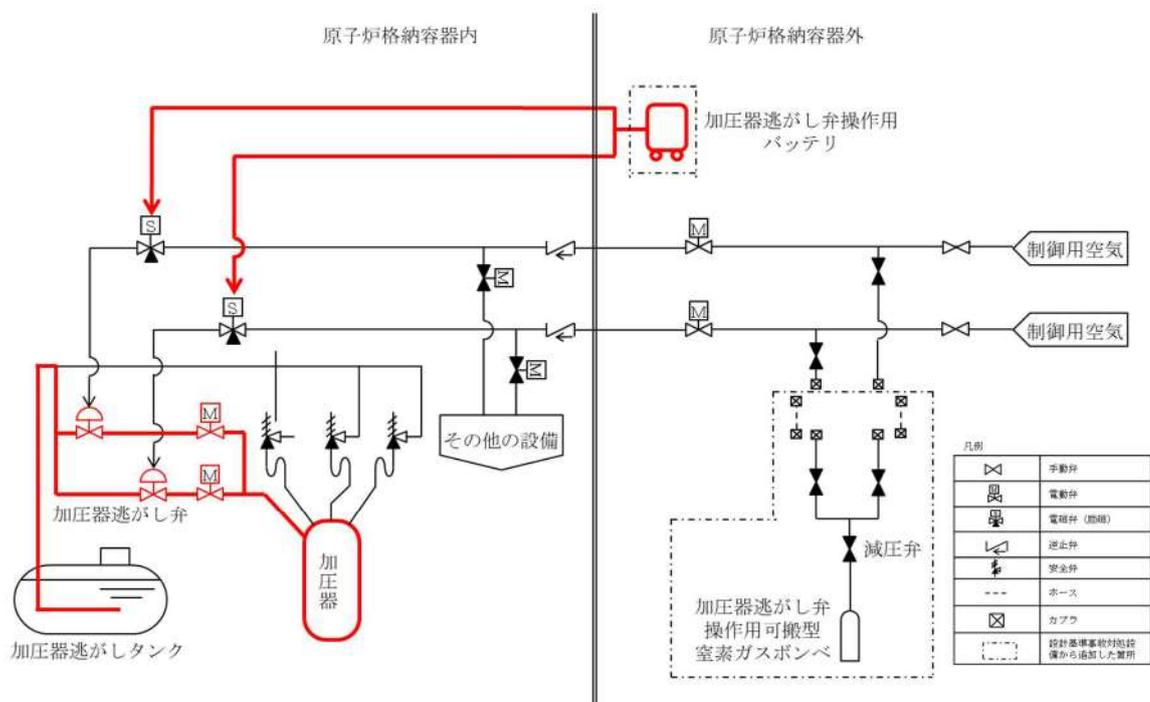 原子炉格納容器内
原子炉格納容器外
加圧器逃がし弁操作用
バッテリ
S
M
制御用空気
M
S
M
制御用空気
M
M
M
その他の設備
加圧器逃がし弁
加圧器
減圧弁
加圧器逃がしタンク
加圧器逃がし弁
操作用可搬型
窒素ガスボンベ
凡例
手動弁
電動弁
電磁弁（励磁）
逆止弁
安全弁
ホース
カプラ
設計基準事故対処設
備から追加した箇所